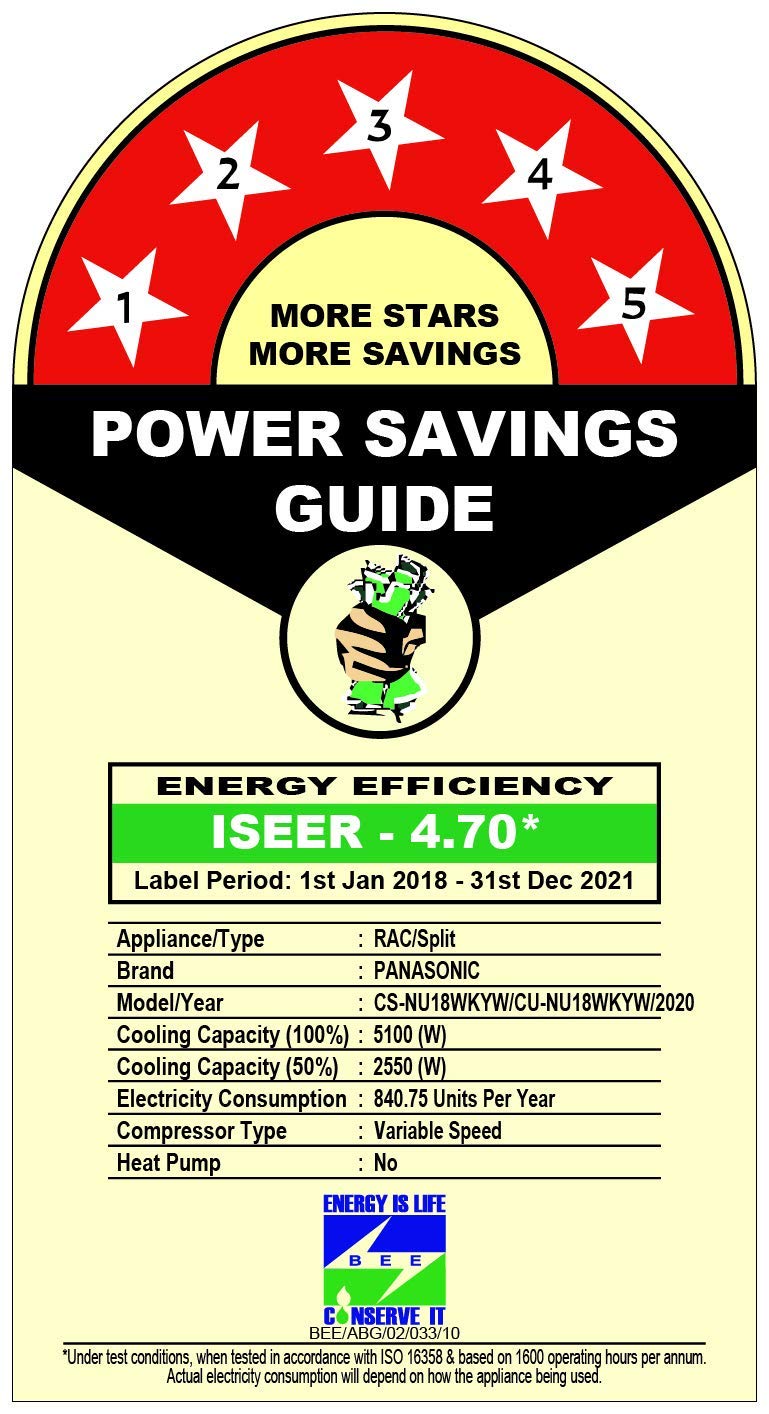 1
2
3
4
5
MORE STARS
MORE SAVINGS
POWER SAVINGS
GUIDE
ENERGY EFFICIENCY
ISEER - 4.70*
Label Period: 1st Jan 2018 - 31st Dec 2021
Appliance/Type : RAC/Split
Brand : PANASONIC
Model/Year : CS-NU18WKYW/CU-NU18WKYW/2020
Cooling Capacity (100%) : 5100 (W)
Cooling Capacity (50%) : 2550 (W)
Electricity Consumption : 840.75 Units Per Year
Compressor Type : Variable Speed
Heat Pump : No
ENERGY IS LIFE
BEE
CONSERVE IT
BEE/ABG/02/033/10
*Under test conditions, when tested in accordance with ISO 16358 & based on 1600 operating hours per annum.
Actual electricity consumption will depend on how the appliance being used.